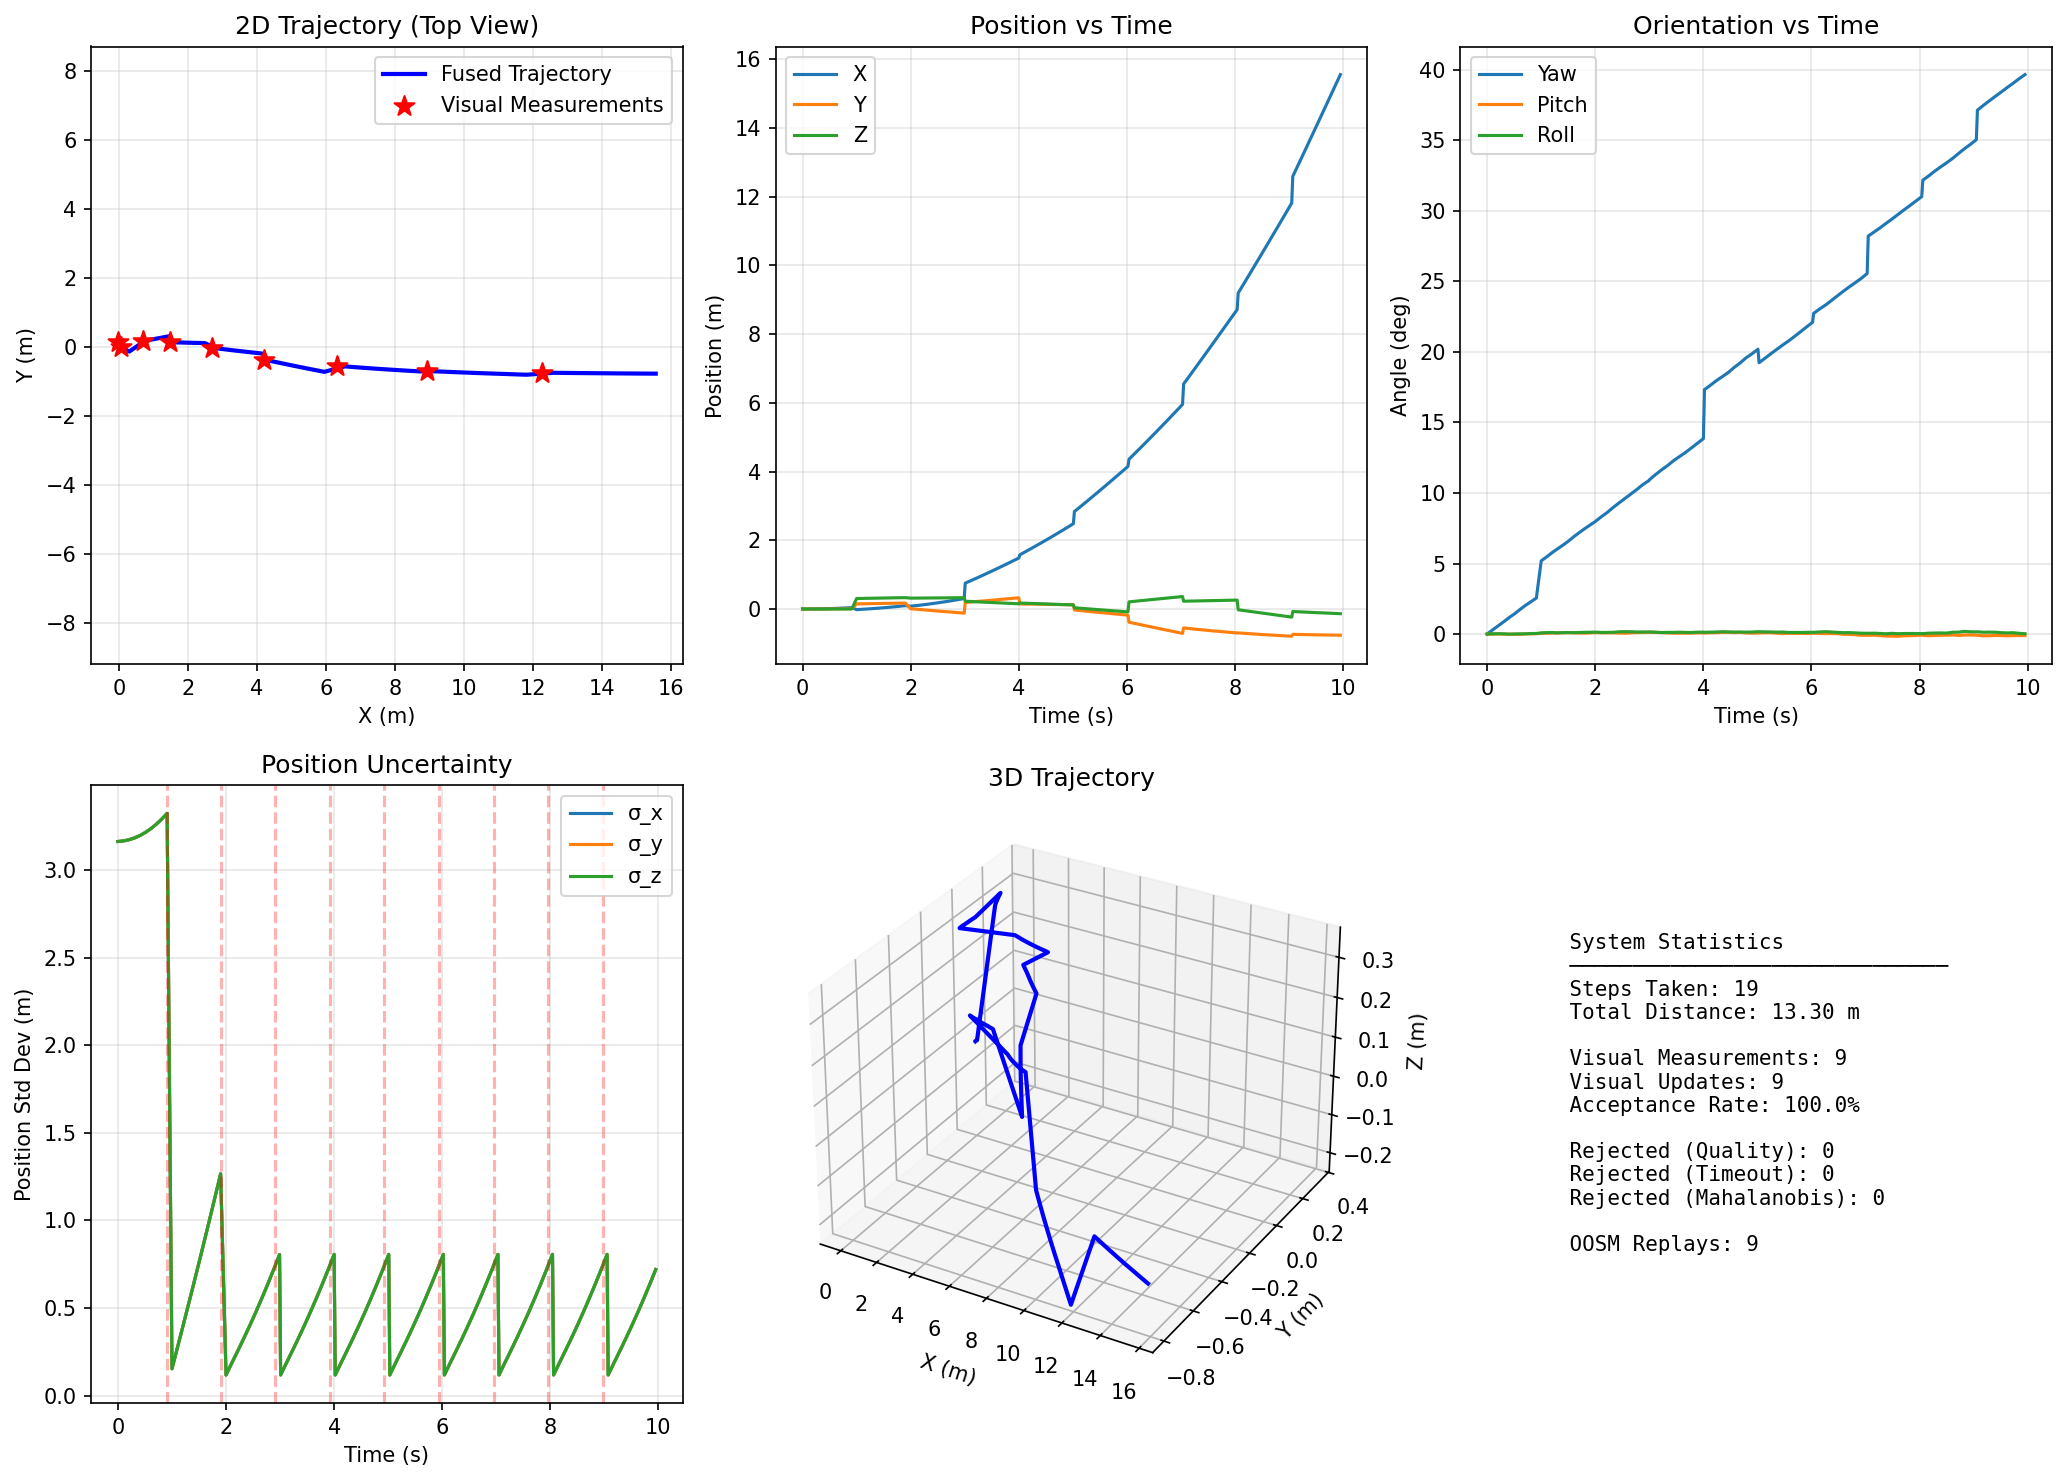 2D Trajectory (Top View)
Fused Trajectory
Visual Measurements
8
6
4
2
0
−2
−4
−6
−8
Y (m)
0 2 4 6 8 10 12 14 16
X (m)
Position vs Time
X
Y
Z
16
14
12
10
8
6
4
2
0
Position (m)
0 2 4 6 8 10
Time (s)
Orientation vs Time
Yaw
Pitch
Roll
40
35
30
25
20
15
10
5
0
Angle (deg)
0 2 4 6 8 10
Time (s)
Position Uncertainty
σ_x
σ_y
σ_z
3.0
2.5
2.0
1.5
1.0
0.5
0.0
Position Std Dev (m)
0 2 4 6 8 10
Time (s)
3D Trajectory
0.3
0.2
0.1
0.0
−0.1
−0.2
Z (m)
0.4
0.2
0.0
−0.2
−0.4
−0.6
−0.8
Y (m)
0 2 4 6 8 10 12 14 16
X (m)
System Statistics
Steps Taken: 19
Total Distance: 13.30 m
Visual Measurements: 9
Visual Updates: 9
Acceptance Rate: 100.0%
Rejected (Quality): 0
Rejected (Timeout): 0
Rejected (Mahalanobis): 0
OOSM Replays: 9